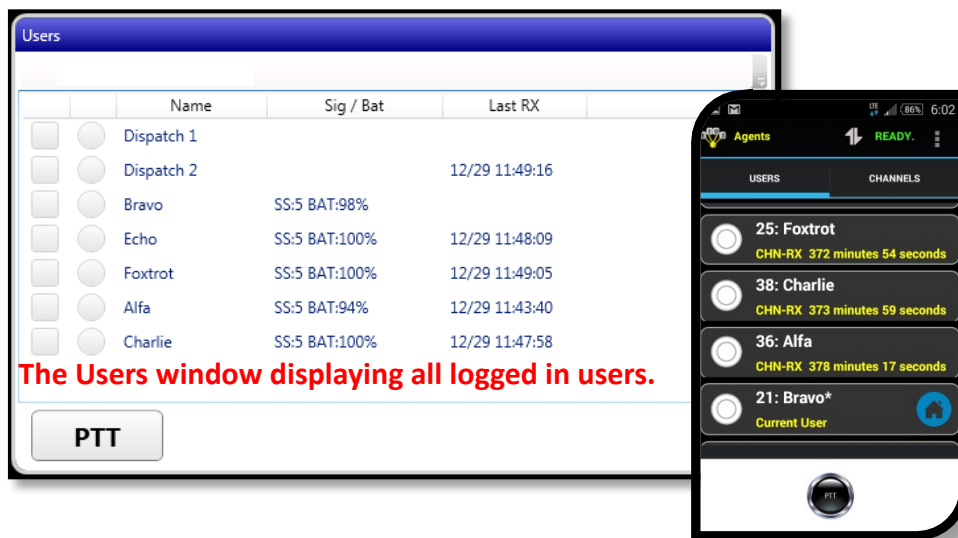 Users
Name Sig / Bat Last RX
Dispatch 1
Dispatch 2 12/29 11:49:16
Bravo SS:5 BAT:98%
Echo SS:5 BAT:100% 12/29 11:48:09
Foxtrot SS:5 BAT:100% 12/29 11:49:05
Alfa SS:5 BAT:94% 12/29 11:43:40
Charlie SS:5 BAT:100% 12/29 11:47:58
The Users window displaying all logged in users.
PTT
LTE 86% 6:02
Agents READY.
USERS CHANNELS
25: Foxtrot
CHN-RX 372 minutes 54 seconds
38: Charlie
CHN-RX 373 minutes 59 seconds
36: Alfa
CHN-RX 378 minutes 17 seconds
21: Bravo*
Current User
PTT